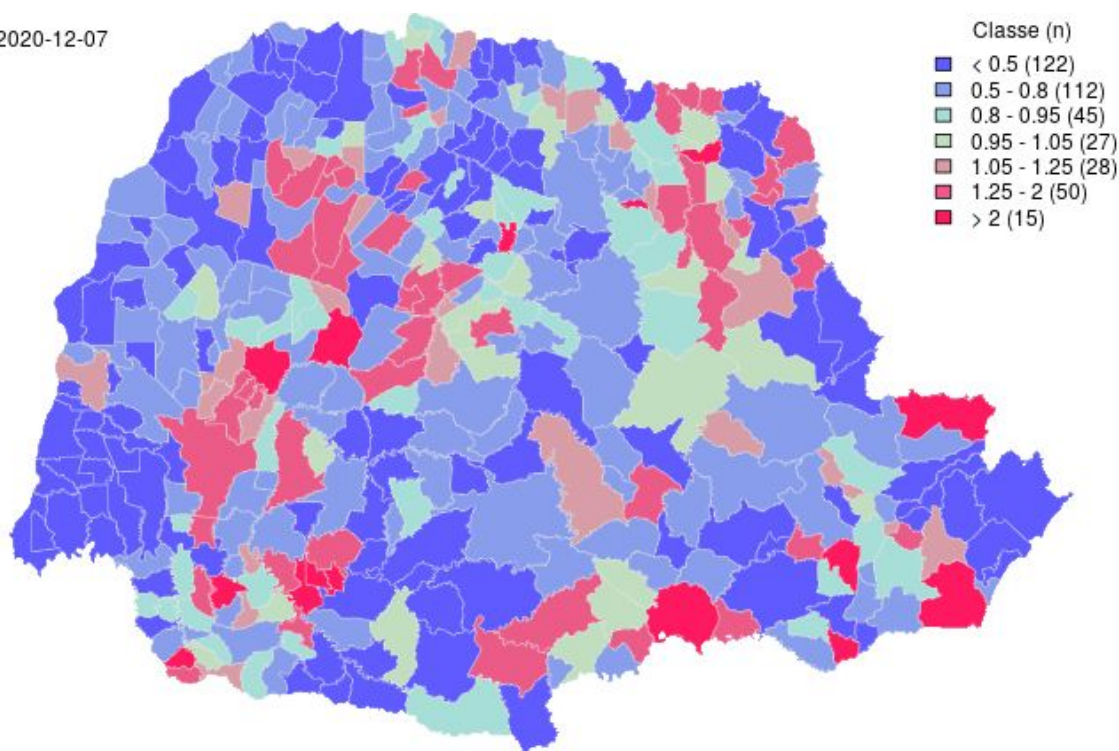 2020-12-07
Classe (n)
< 0.5 (122)
0.5 - 0.8 (112)
0.8 - 0.95 (45)
0.95 - 1.05 (27)
1.05 - 1.25 (28)
1.25 - 2 (50)
> 2 (15)